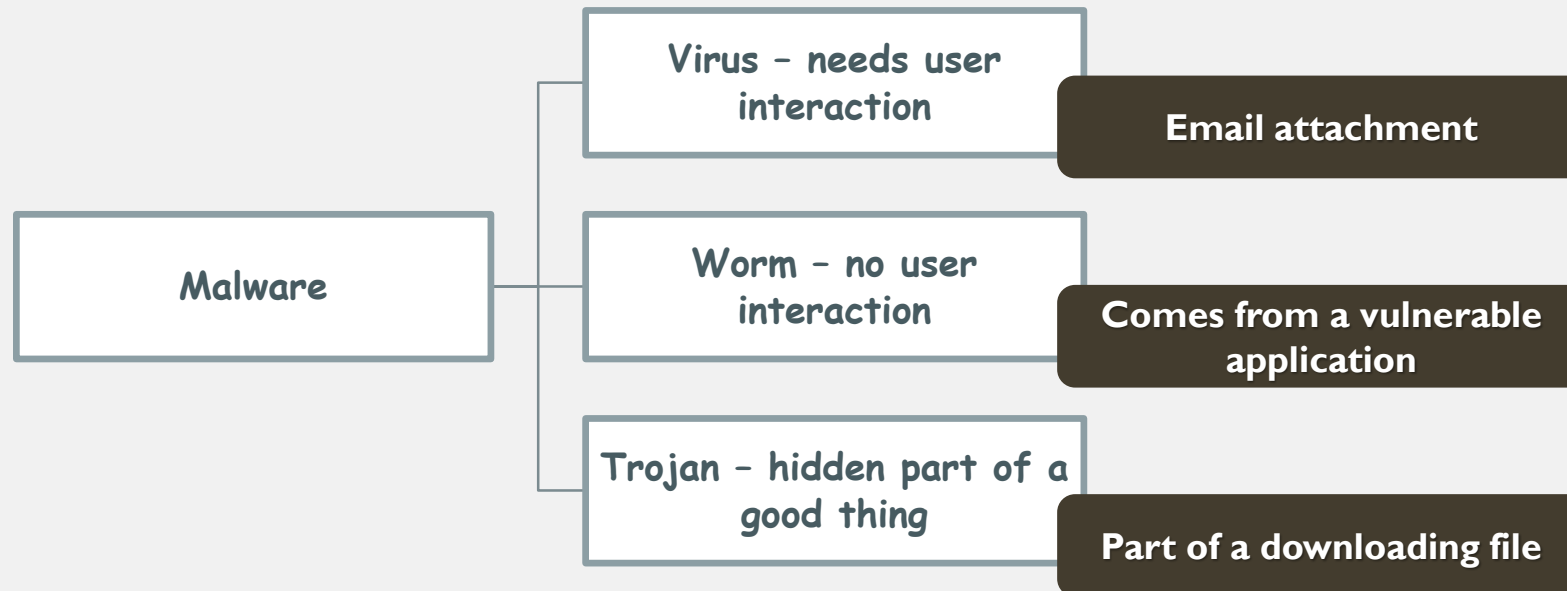 Virus – needs user
interaction
Email attachment
Malware
Worm – no user
interaction
Comes from a vulnerable
application
Trojan – hidden part of a
good thing
Part of a downloading file